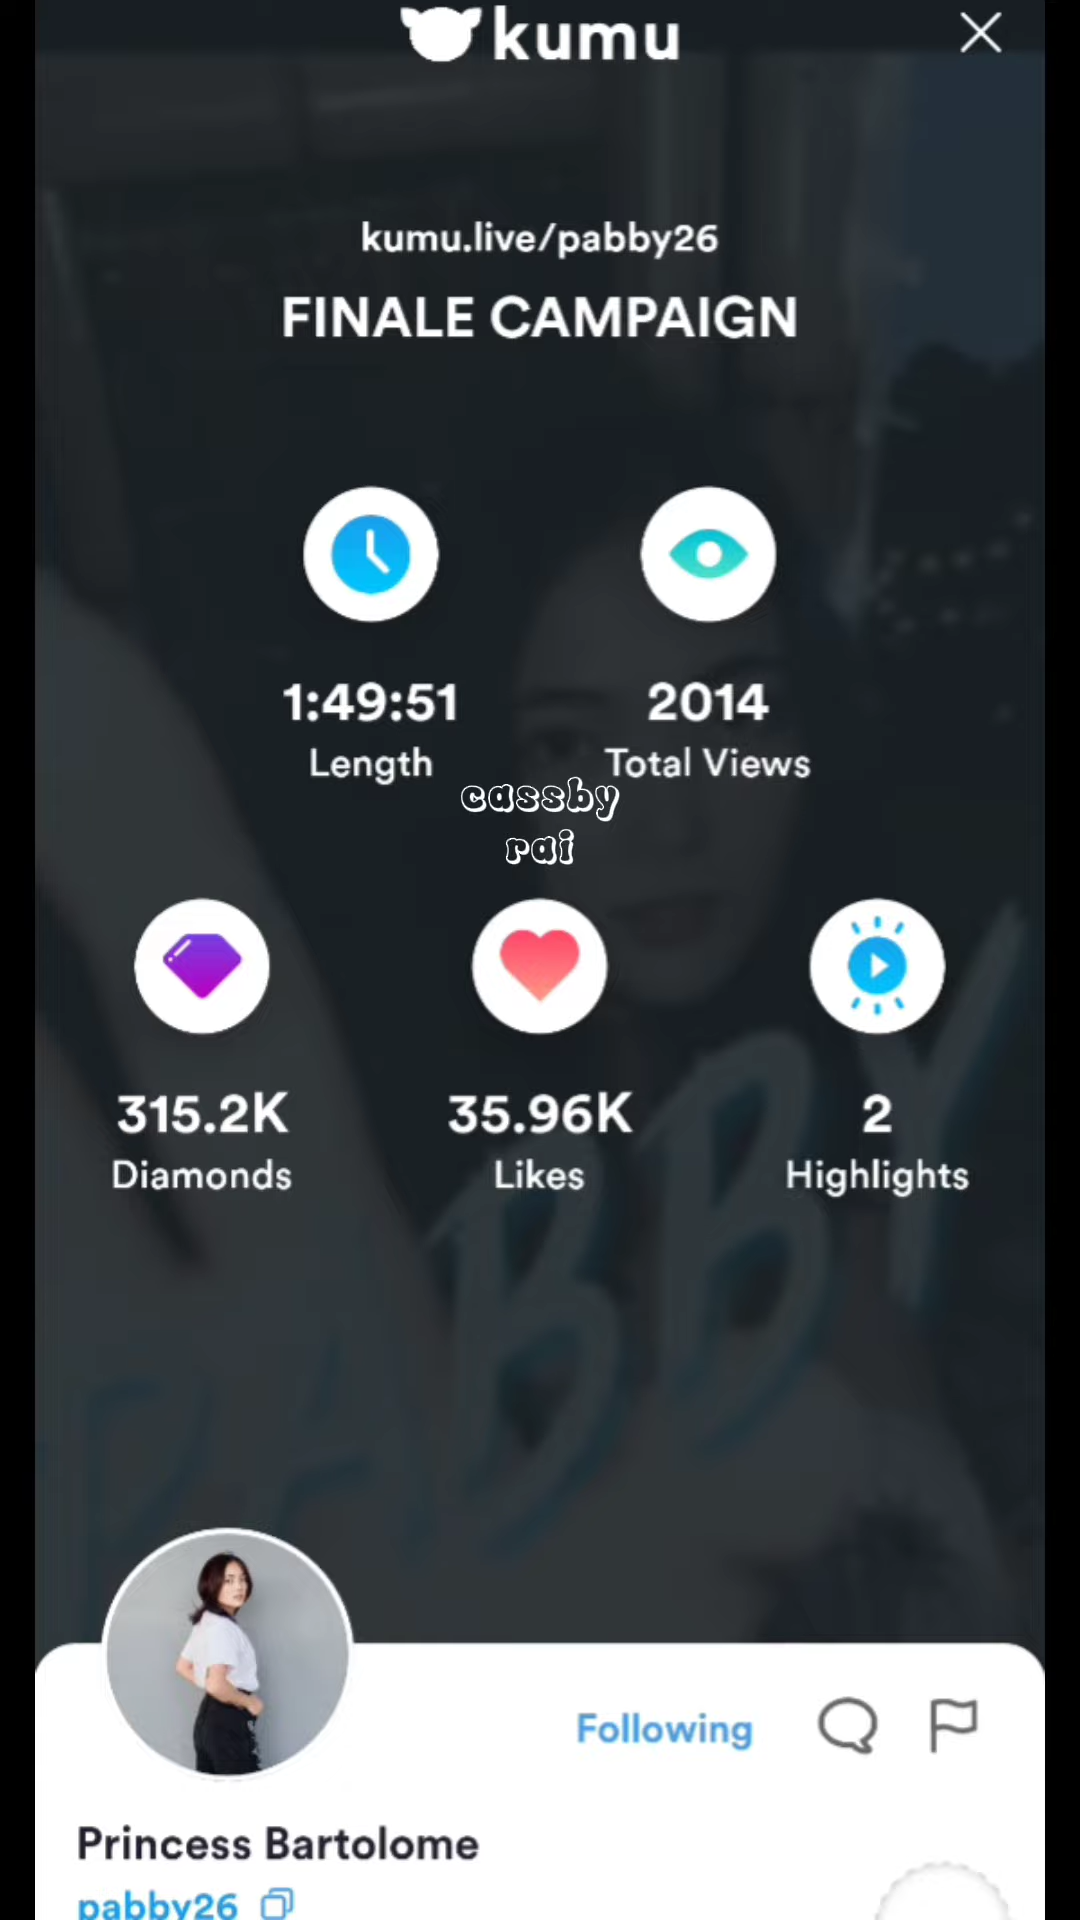 kumu
kumu.live/pabby26
FINALE CAMPAIGN
1:49:51
Length
2014
Total Views
cassby
rai
315.2K
Diamonds
35.96K
Likes
2
Highlights
PABBY
Following
Princess Bartolome
pabby26